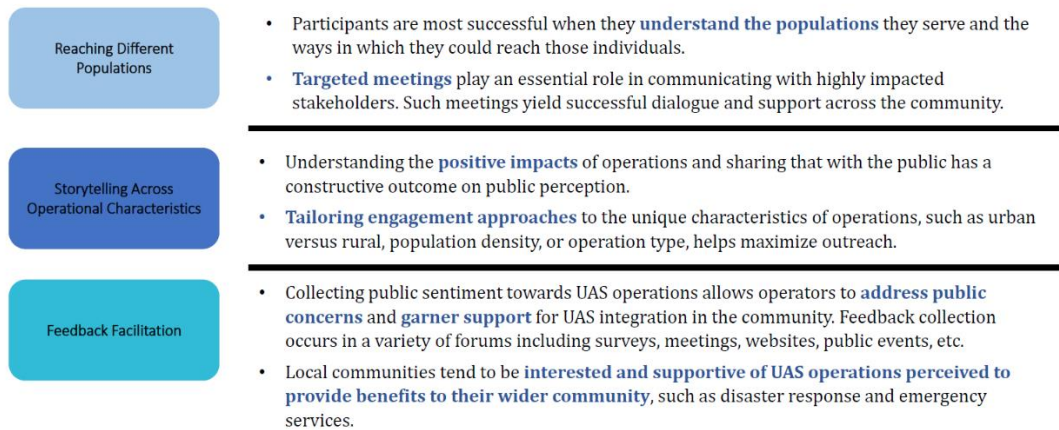 Reaching Different
Populations
• Participants are most successful when they understand the populations they serve and the
ways in which they could reach those individuals.
• Targeted meetings play an essential role in communicating with highly impacted
stakeholders. Such meetings yield successful dialogue and support across the community.
Storytelling Across
Operational Characteristics
• Understanding the positive impacts of operations and sharing that with the public has a
constructive outcome on public perception.
• Tailoring engagement approaches to the unique characteristics of operations, such as urban
versus rural, population density, or operation type, helps maximize outreach.
Feedback Facilitation
• Collecting public sentiment towards UAS operations allows operators to address public
concerns and garner support for UAS integration in the community. Feedback collection
occurs in a variety of forums including surveys, meetings, websites, public events, etc.
• Local communities tend to be interested and supportive of UAS operations perceived to
provide benefits to their wider community, such as disaster response and emergency
services.